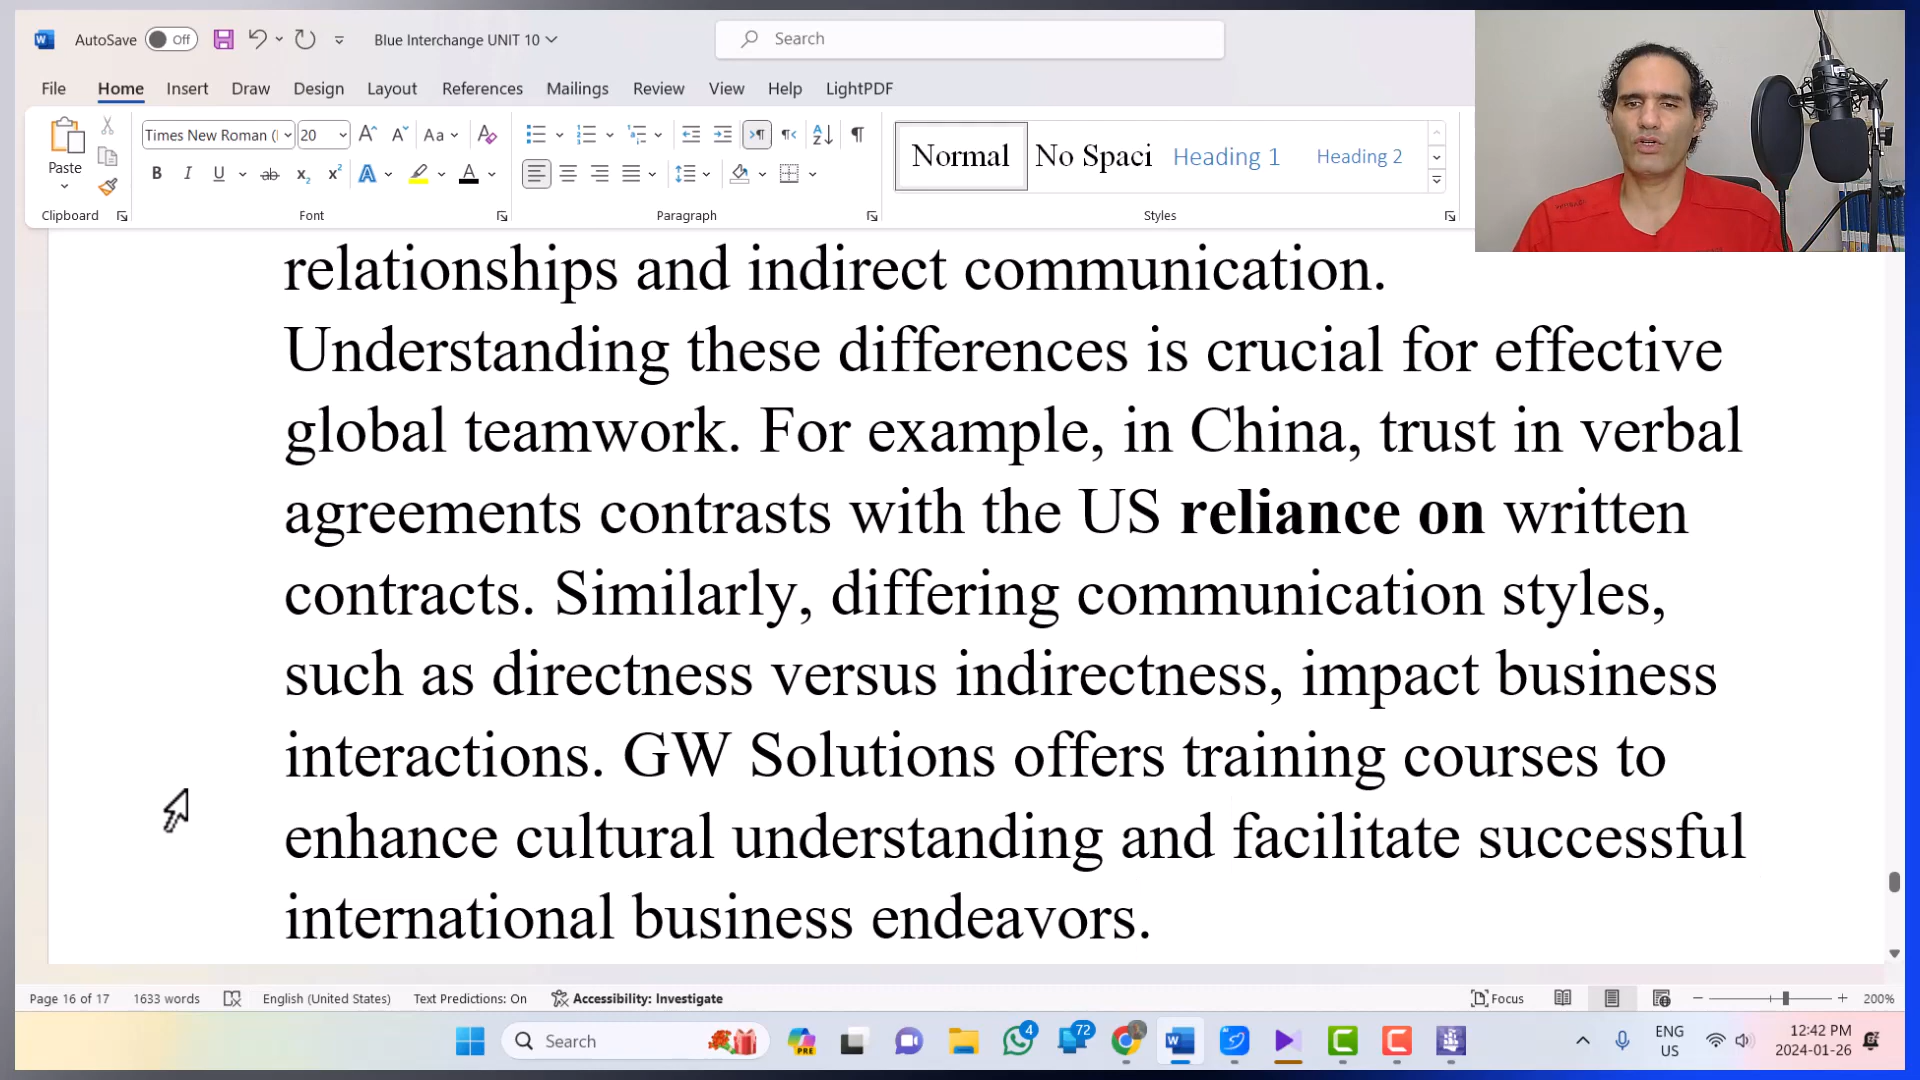 AutoSave Off Blue Interchange UNIT 10 Search
File Home Insert Draw Design Layout References Mailings Review View Help LightPDF
Paste
Times New Roman ( 20
Normal No Spaci Heading 1 Heading 2
Clipboard Font Paragraph Styles
relationships and indirect communication.
Understanding these differences is crucial for effective
global teamwork. For example, in China, trust in verbal
agreements contrasts with the US reliance on written
contracts. Similarly, differing communication styles,
such as directness versus indirectness, impact business
interactions. GW Solutions offers training courses to
enhance cultural understanding and facilitate successful
international business endeavors.
Page 16 of 17 1633 words English (United States) Text Predictions: On Accessibility: Investigate Focus 200%
Search PRE 4 72 ENG US 12:42 PM 2024-01-26